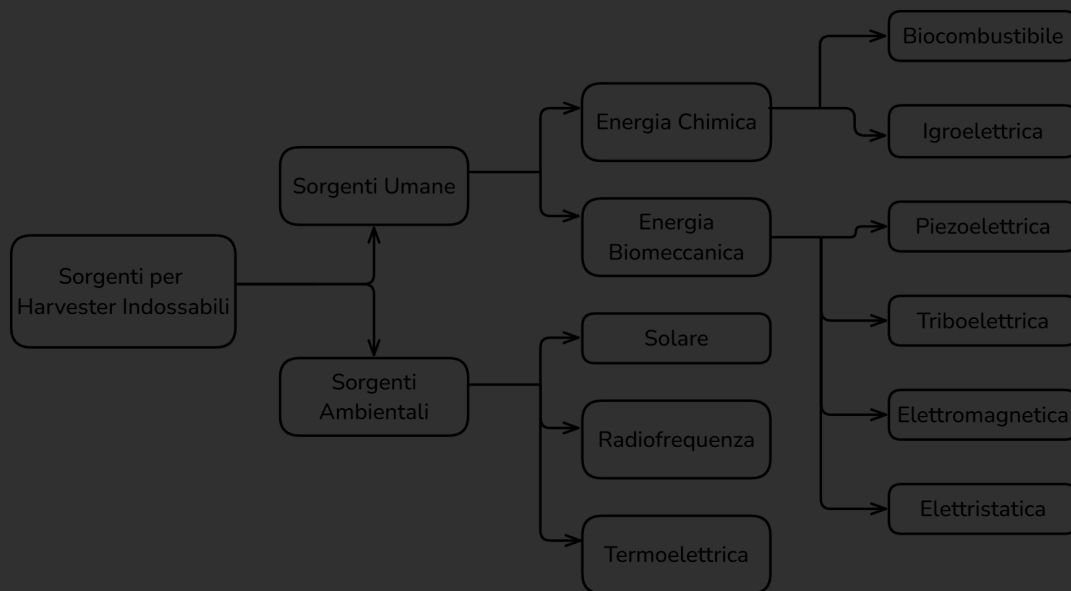 Sorgenti per
Harvester Indossabili
Sorgenti Umane
Sorgenti
Ambientali
Energia Chimica
Energia
Biomeccanica
Solare
Radiofrequenza
Termoelettrica
Biocombustibile
Igroelettrica
Piezoelettrica
Triboelettrica
Elettromagnetica
Elettristatica